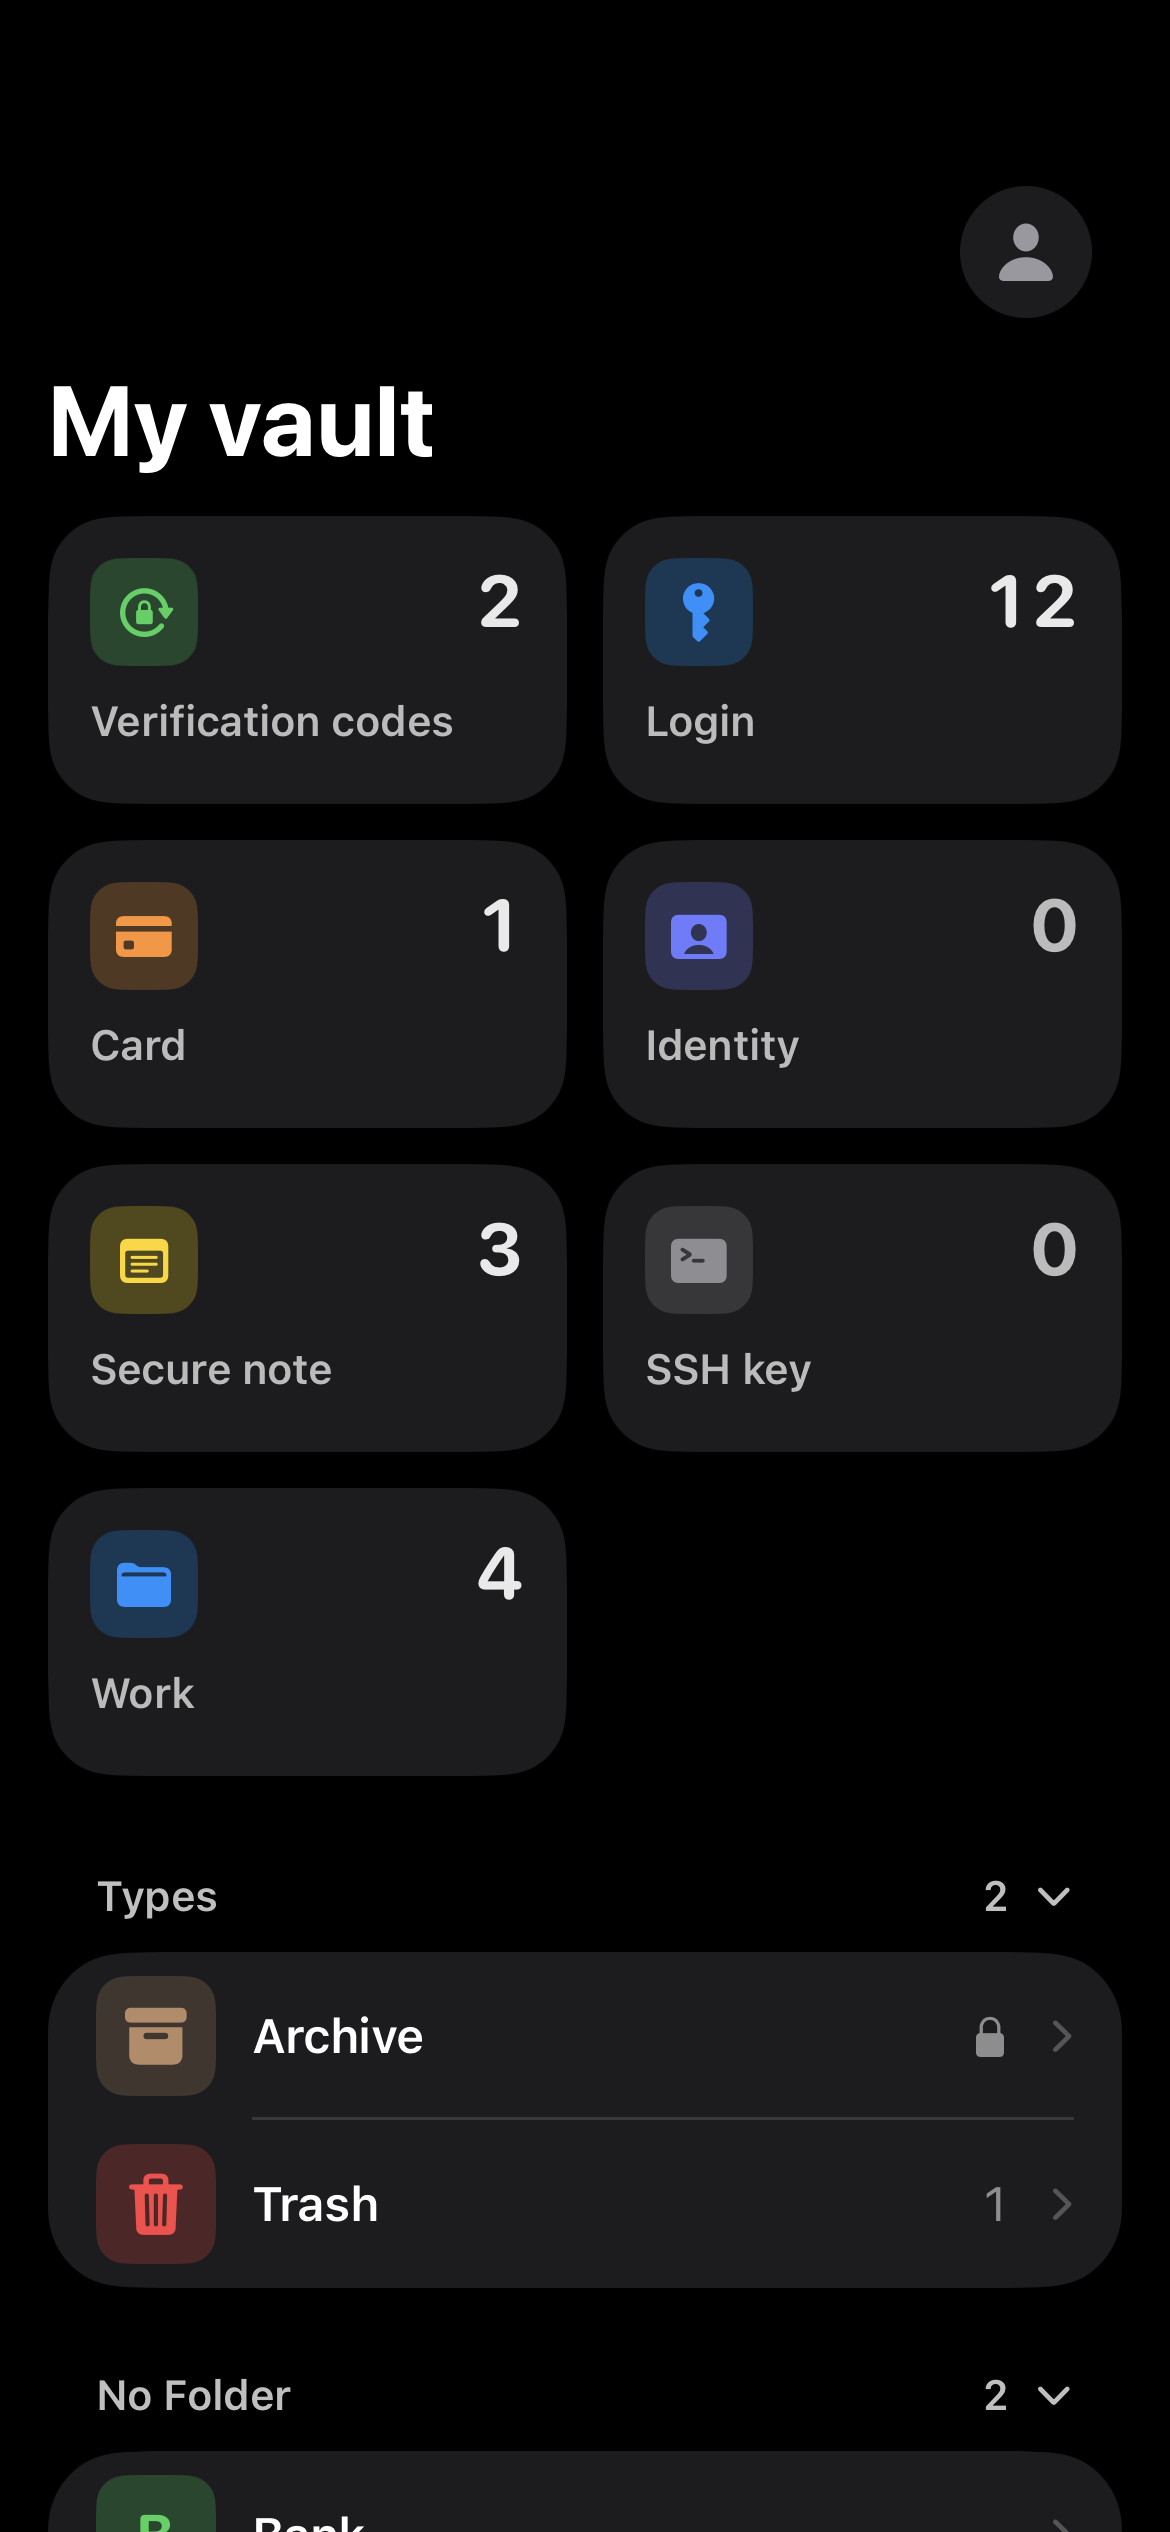 My vault
2
Verification codes
12
Login
1
Card
0
Identity
3
Secure note
0
SSH key
4
Work
Types 2
Archive
Trash 1
No Folder 2
B Bank